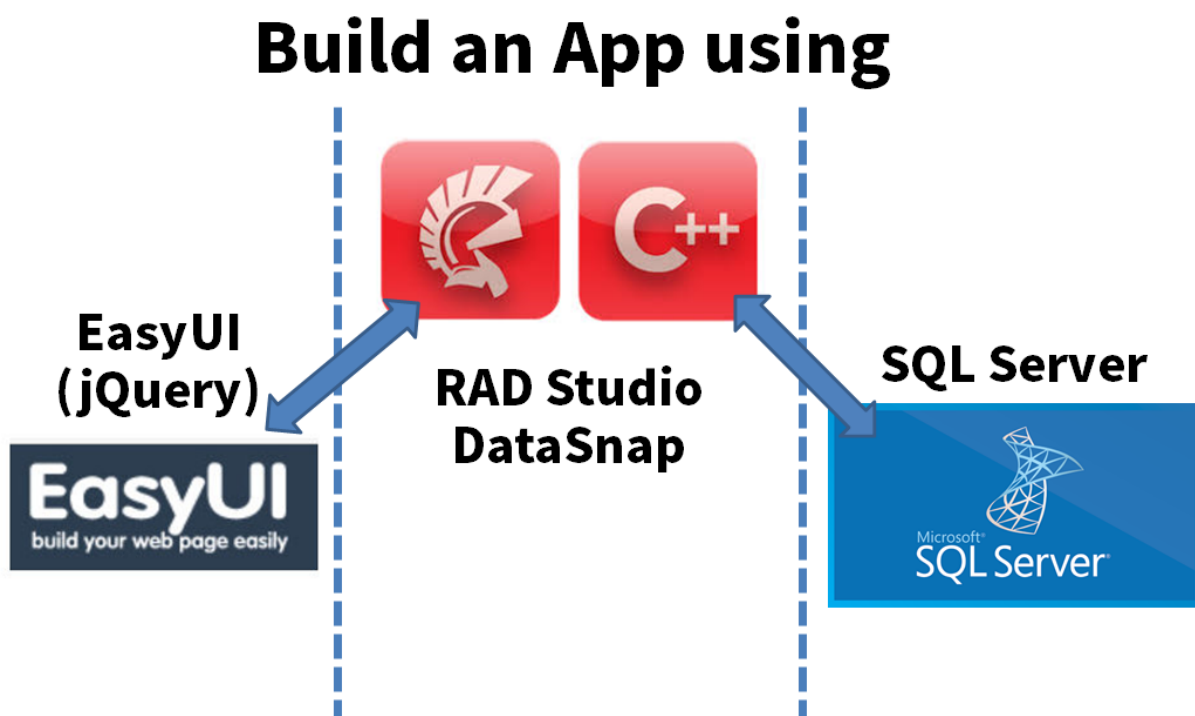 Build an App using
C++
EasyUI
(jQuery)
RAD Studio
DataSnap
SQL Server
EasyUI
build your web page easily
Microsoft®
SQL Server®